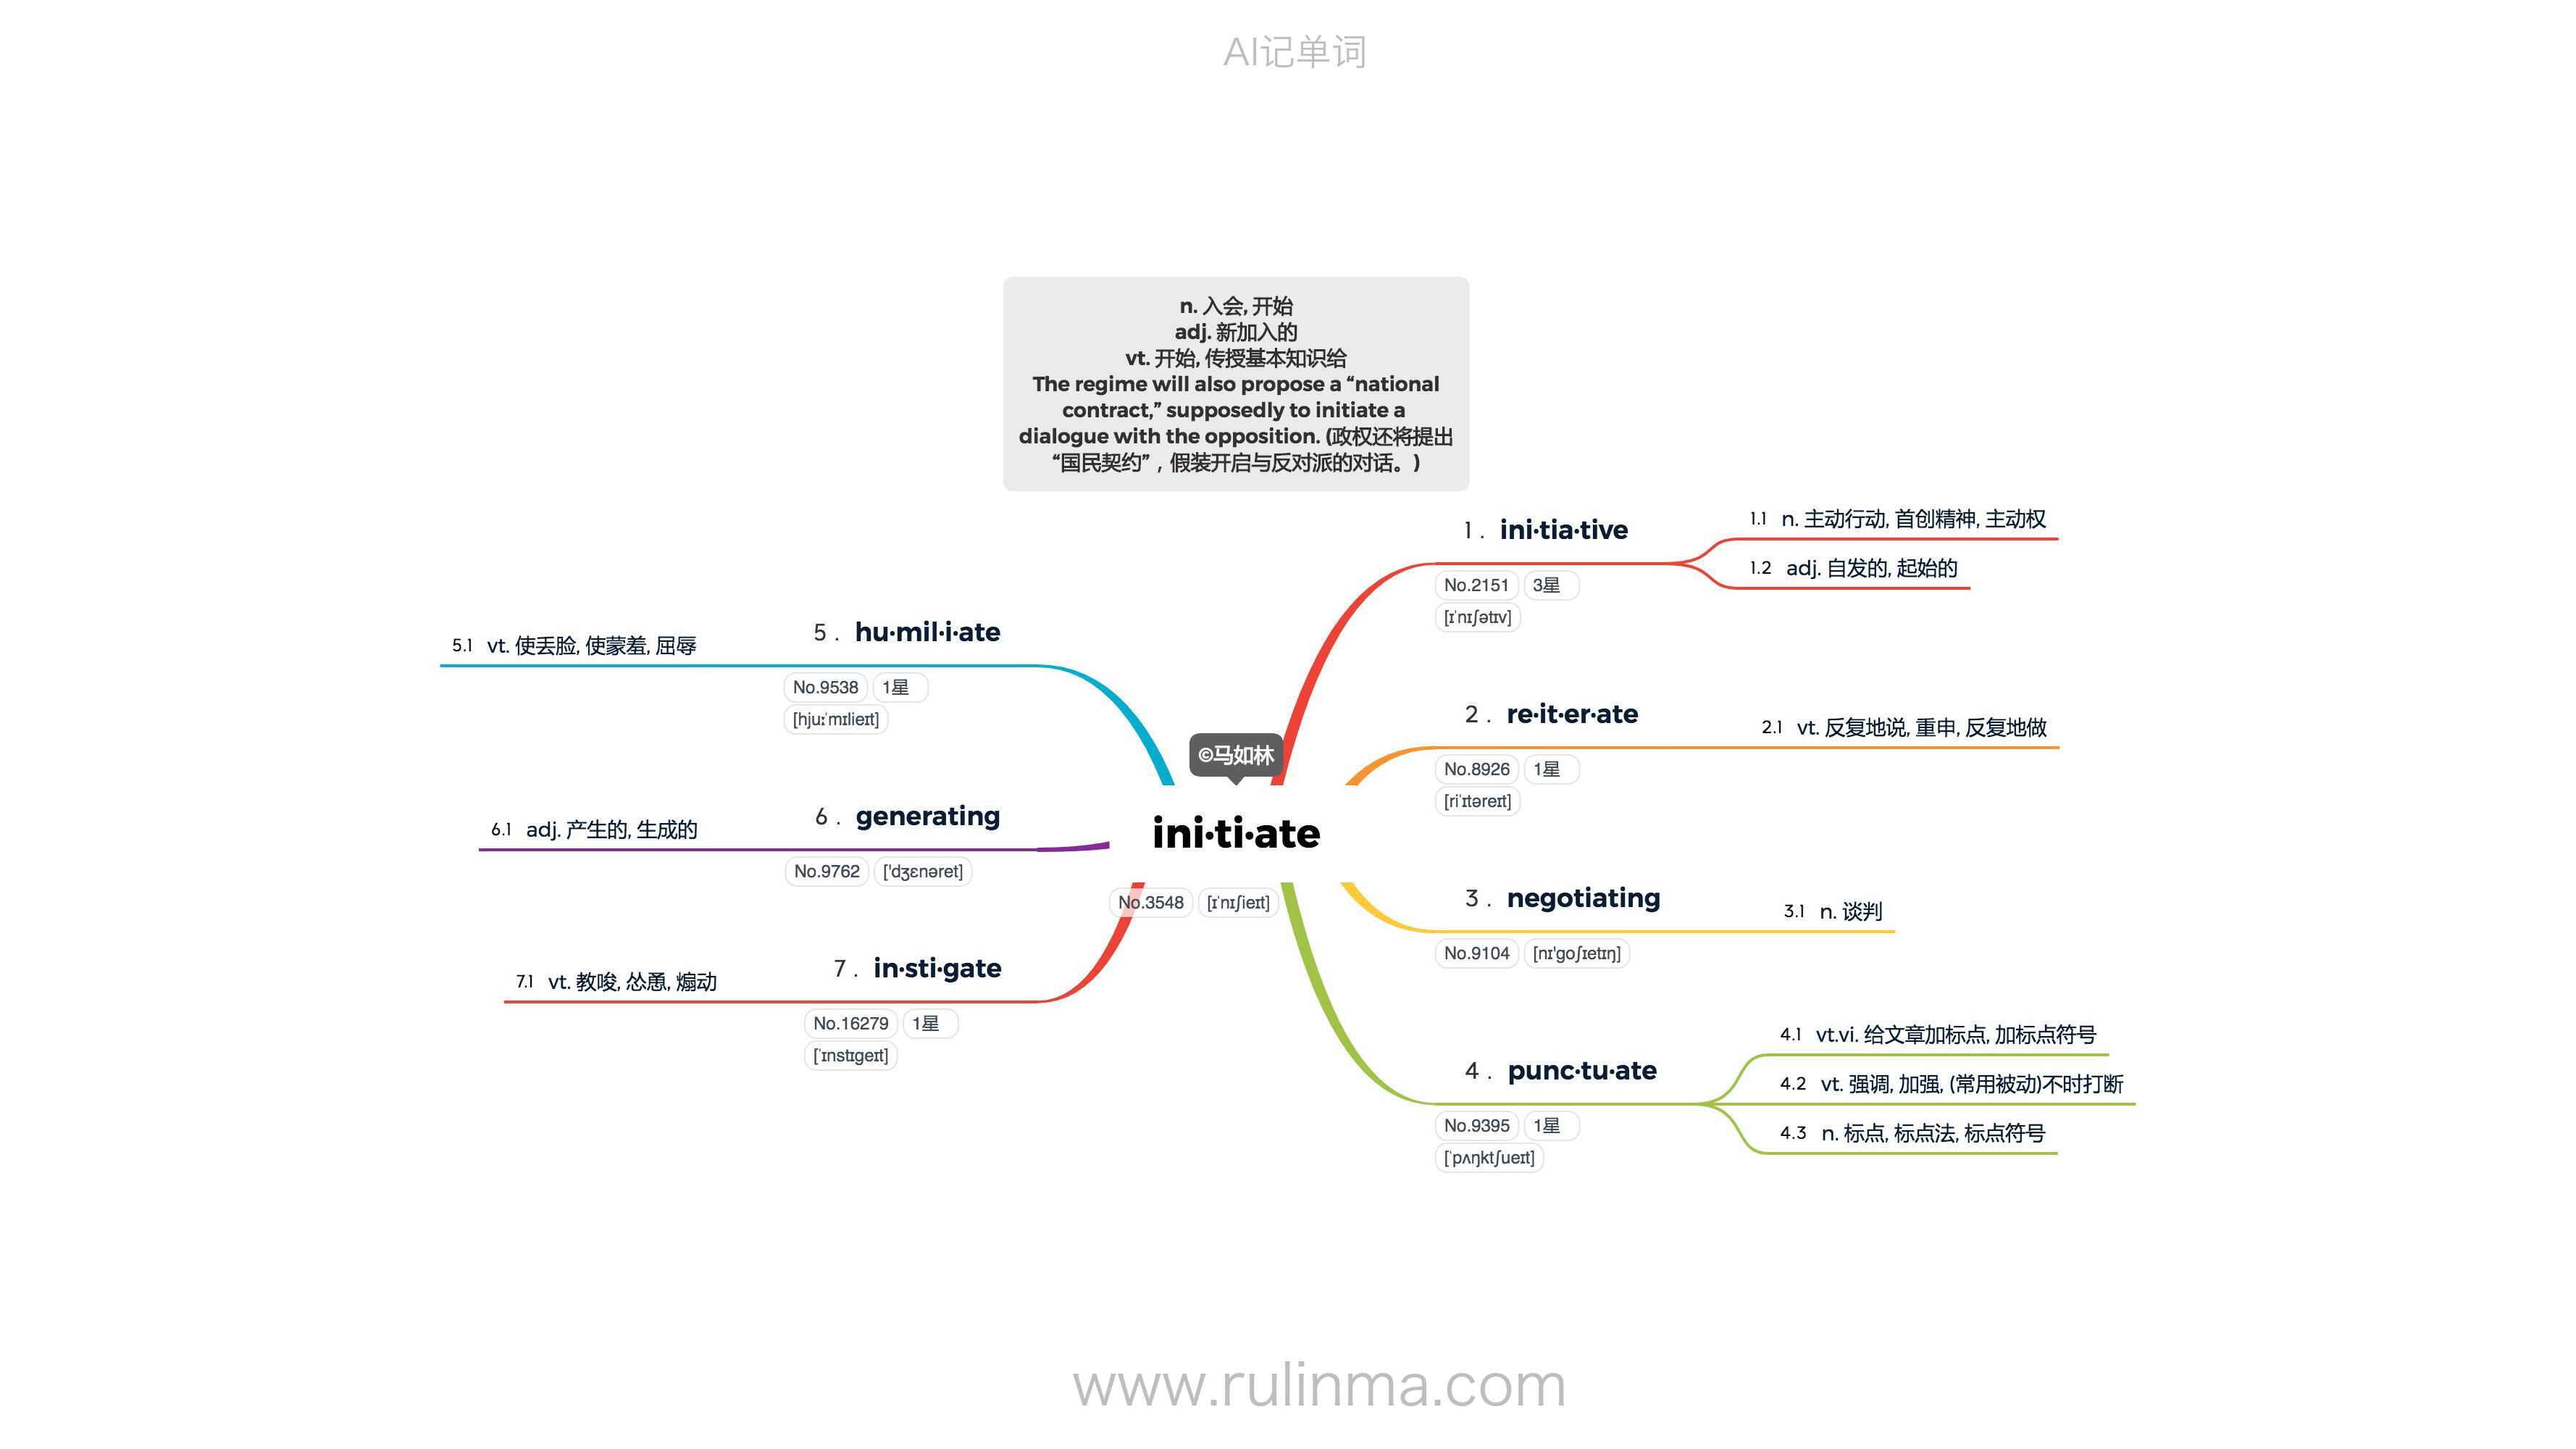 AI记单词
n. 入会, 开始
adj. 新加入的
vt. 开始, 传授基本知识给
The regime will also propose a “national
contract,” supposedly to initiate a
dialogue with the opposition. (政权还将提出
“国民契约”，假装开启与反对派的对话。)
©马如林
ini·ti·ate
No.3548 [ɪˈnɪʃieɪt]
1 . ini·tia·tive
No.2151 3星
[ɪˈnɪʃətɪv]
1.1 n. 主动行动, 首创精神, 主动权
1.2 adj. 自发的, 起始的
2 . re·it·er·ate
No.8926 1星
[riˈɪtəreɪt]
2.1 vt. 反复地说, 重申, 反复地做
3 . negotiating
No.9104 [nɪ'goʃɪetɪŋ]
3.1 n. 谈判
4 . punc·tu·ate
No.9395 1星
[ˈpʌŋktʃueɪt]
4.1 vt.vi. 给文章加标点, 加标点符号
4.2 vt. 强调, 加强, (常用被动)不时打断
4.3 n. 标点, 标点法, 标点符号
5 . hu·mil·i·ate
No.9538 1星
[hjuːˈmɪlieɪt]
5.1 vt. 使丢脸, 使蒙羞, 屈辱
6 . generating
No.9762 ['dʒɛnəret]
6.1 adj. 产生的, 生成的
7 . in·sti·gate
No.16279 1星
[ˈɪnstɪgeɪt]
7.1 vt. 教唆, 怂恿, 煽动
www.rulinma.com